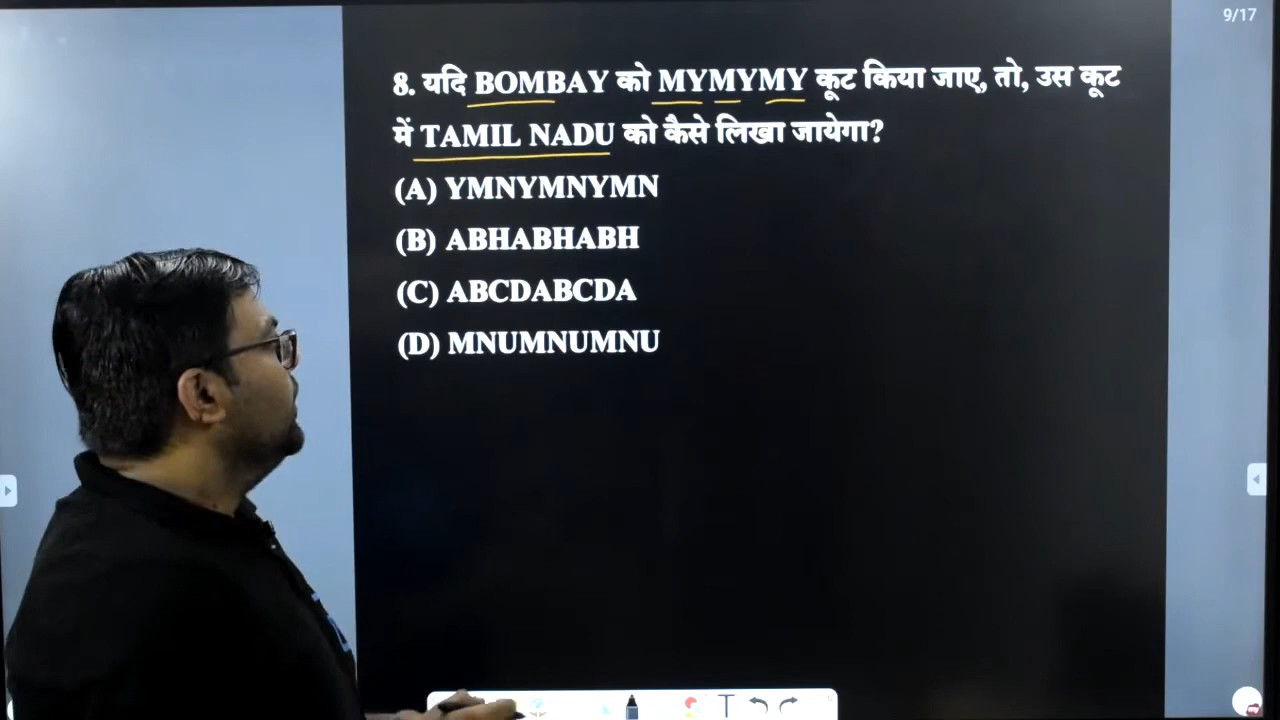 9/17
8. यदि BOMBAY को MYMYMY कूट किया जाए, तो, उस कूट
में TAMIL NADU को कैसे लिखा जायेगा?
(A) YMNYMNYMN
(B) ABHABHABH
(C) ABCDABCDA
(D) MNUMNUMNU
T